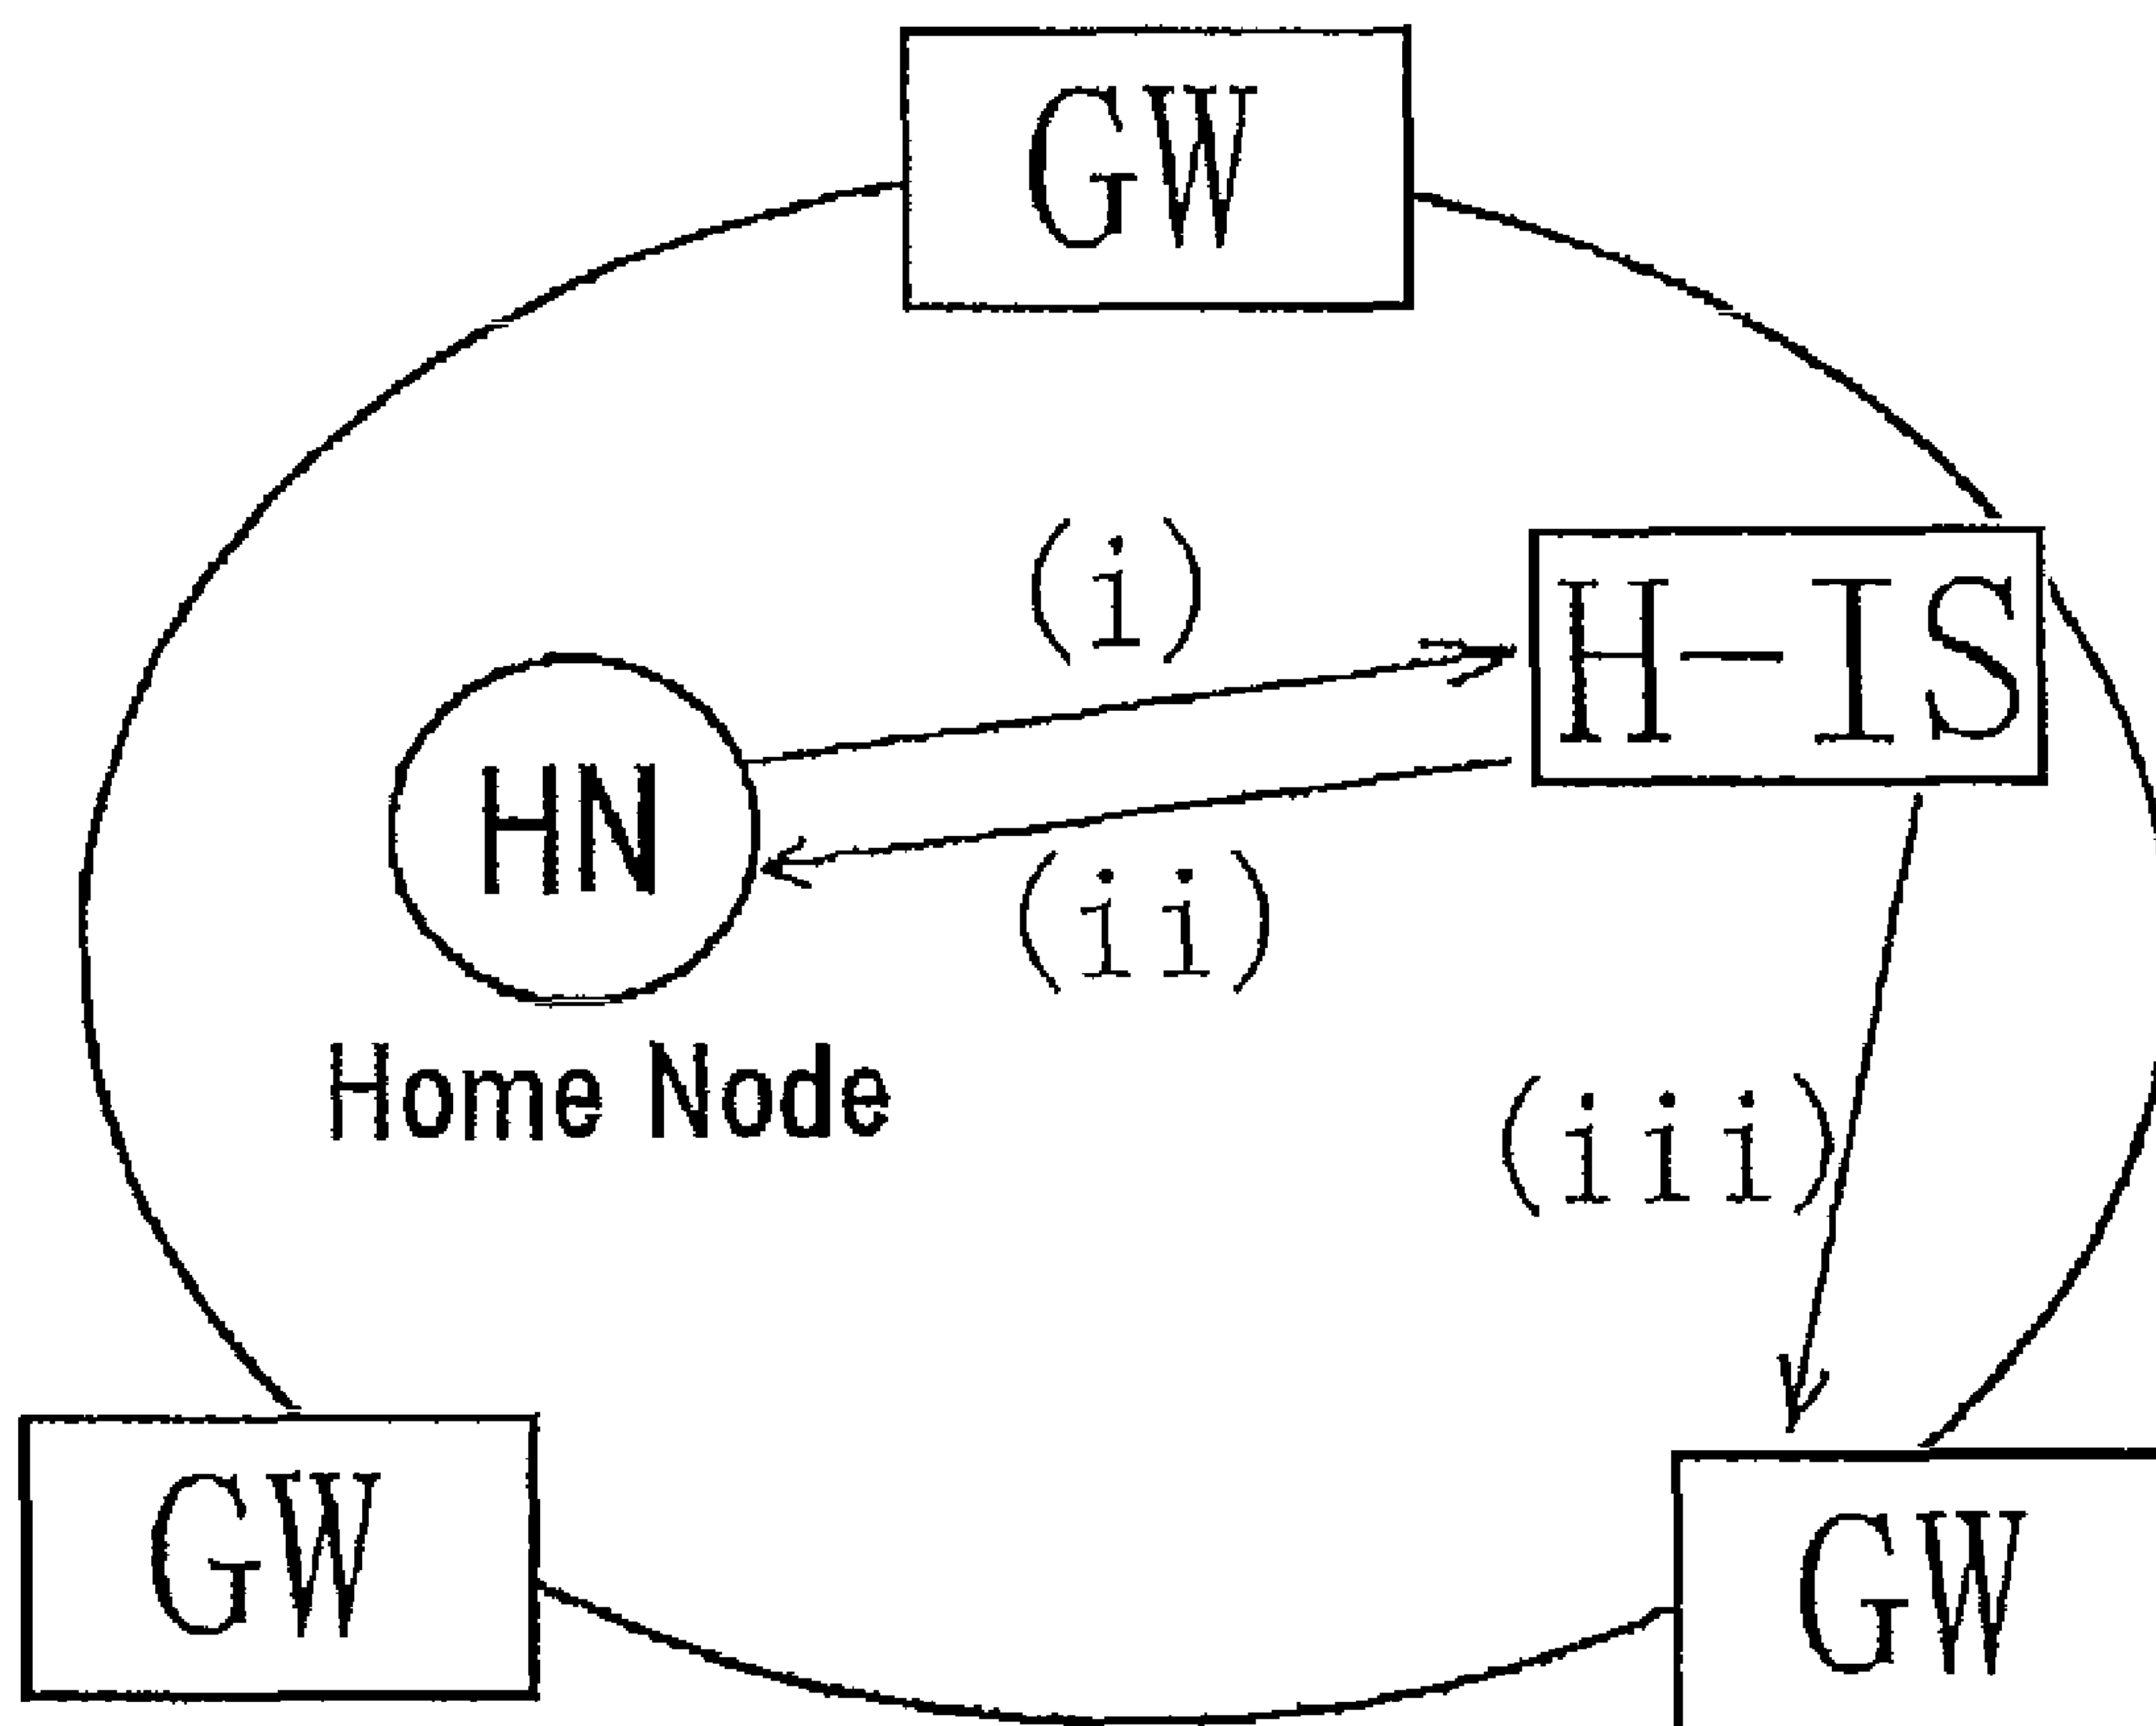 GW
(i)
H-IS
HN
(ii)
Home Node
(iii)
GW
GW